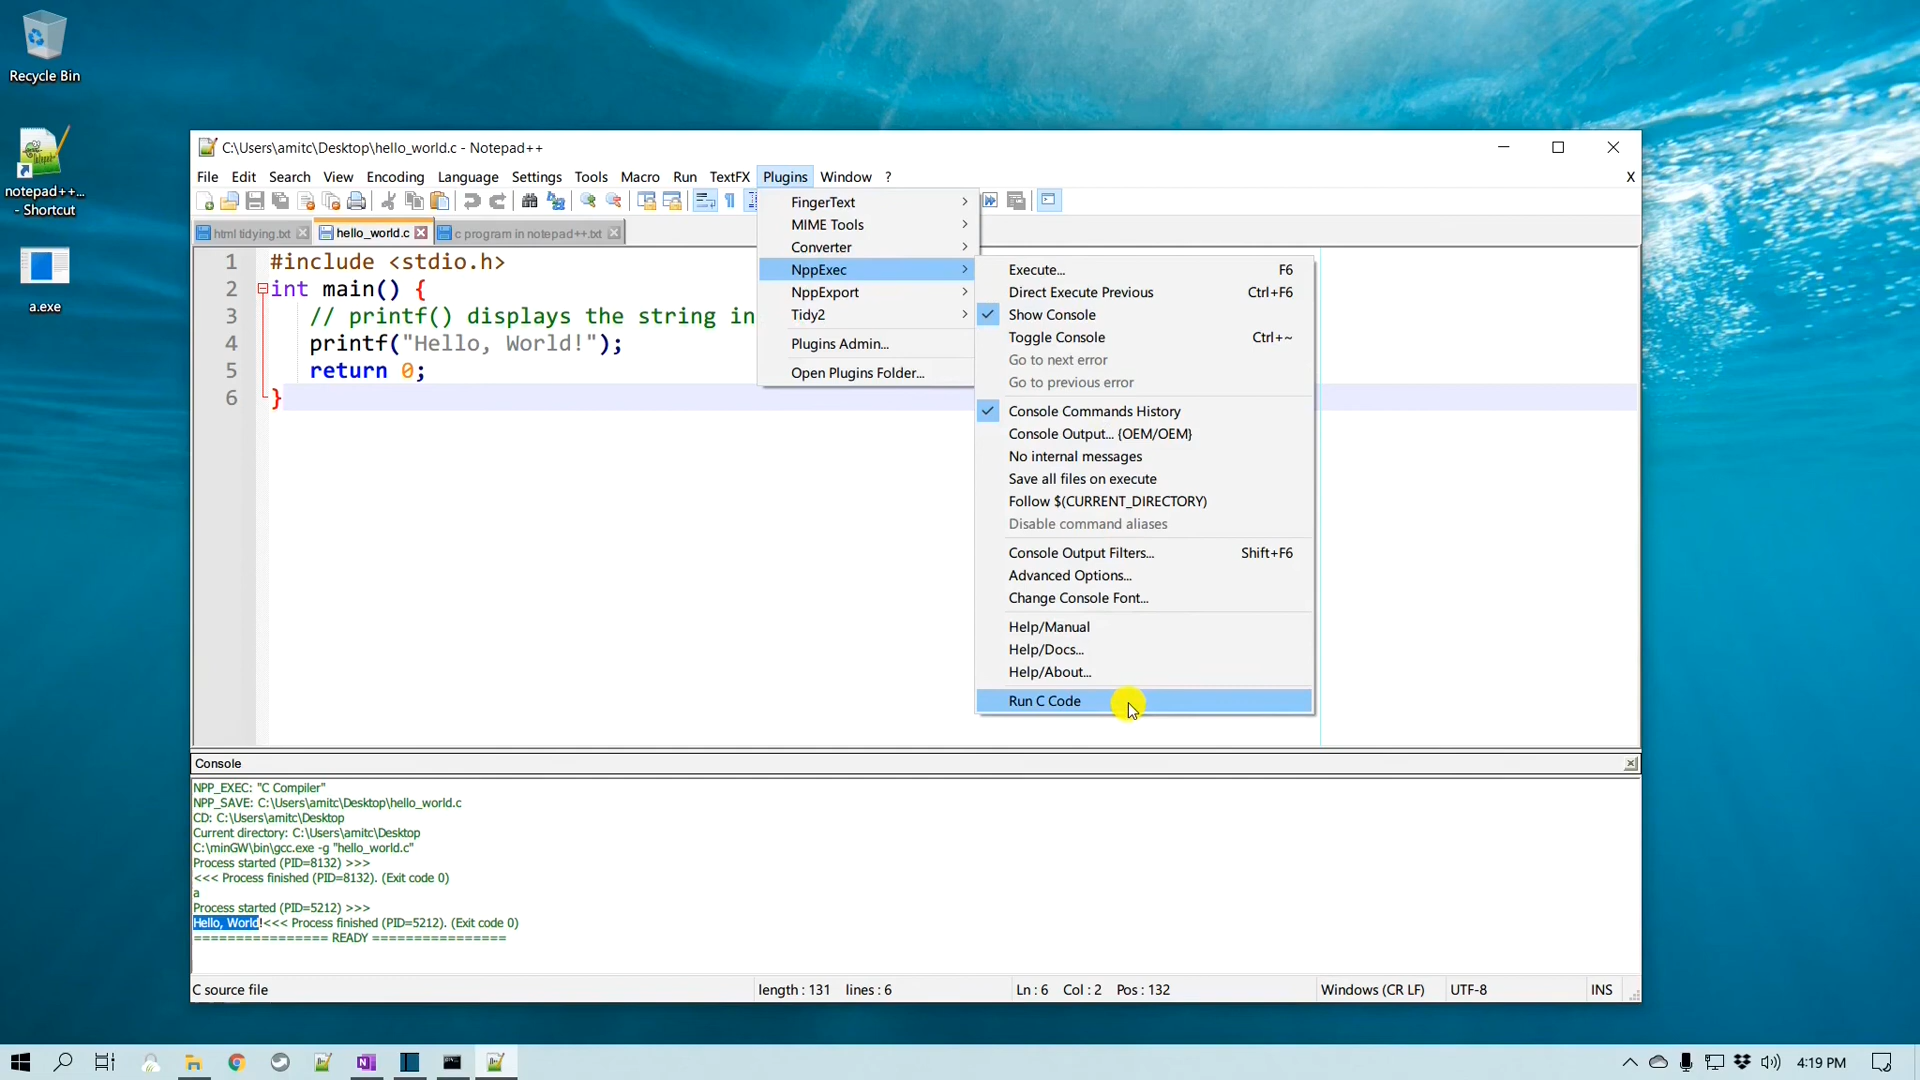 Recycle Bin
notepad++...
- Shortcut
a.exe
C:\Users\amitc\Desktop\hello_world.c - Notepad++
File Edit Search View Encoding Language Settings Tools Macro Run TextFX Plugins Window ? X
html tidying.txt hello_world.c c program in notepad++.txt
1 #include <stdio.h>
2 int main() {
3 // printf() displays the string in
4 printf("Hello, World!");
5 return 0;
6 }
FingerText
MIME Tools
Converter
NppExec
NppExport
Tidy2
Plugins Admin...
Open Plugins Folder...
Execute... F6
Direct Execute Previous Ctrl+F6
Show Console
Toggle Console Ctrl+~
Go to next error
Go to previous error
Console Commands History
Console Output... {OEM/OEM}
No internal messages
Save all files on execute
Follow $(CURRENT_DIRECTORY)
Disable command aliases
Console Output Filters... Shift+F6
Advanced Options...
Change Console Font...
Help/Manual
Help/Docs...
Help/About...
Run C Code
Console
NPP_EXEC: "C Compiler"
NPP_SAVE: C:\Users\amitc\Desktop\hello_world.c
CD: C:\Users\amitc\Desktop
Current directory: C:\Users\amitc\Desktop
C:\minGW\bin\gcc.exe -g "hello_world.c"
Process started (PID=8132) >>>
<<< Process finished (PID=8132). (Exit code 0)
a
Process started (PID=5212) >>>
Hello, World!<<< Process finished (PID=5212). (Exit code 0)
================ READY ================
C source file length : 131 lines : 6 Ln : 6 Col : 2 Pos : 132 Windows (CR LF) UTF-8 INS
4:19 PM